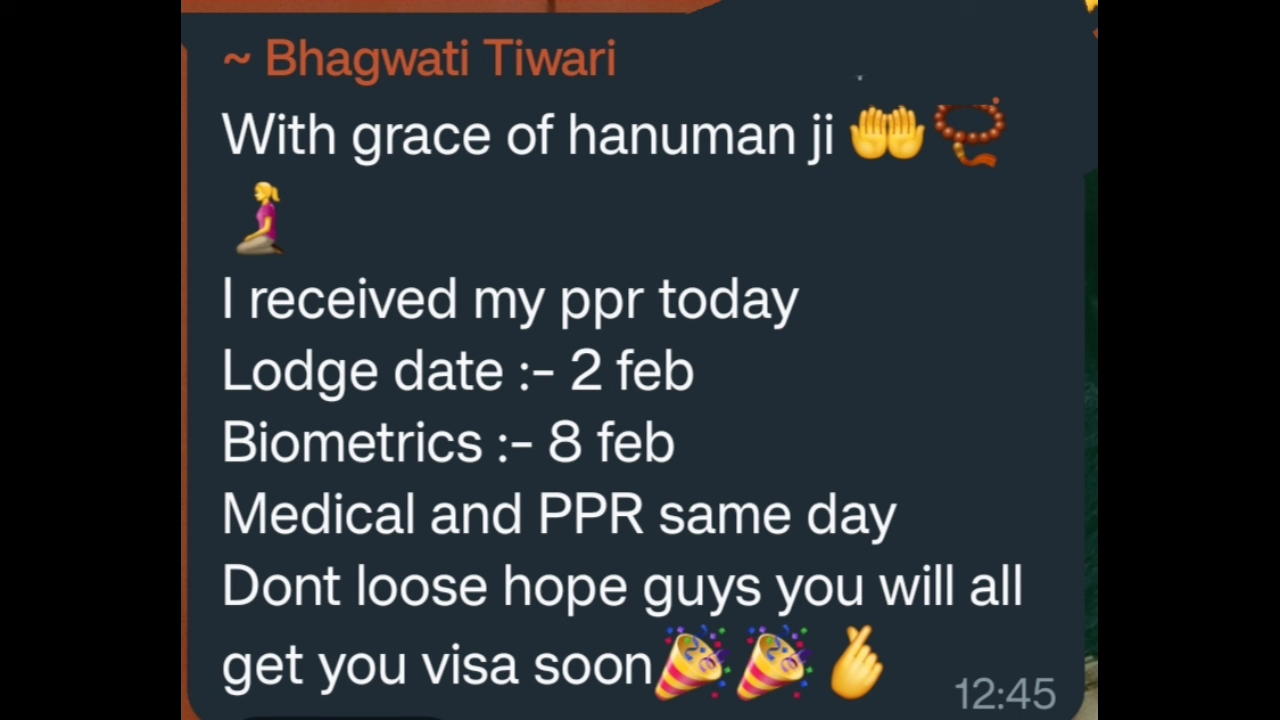 ~ Bhagwati Tiwari
With grace of hanuman ji 🤲📿
🧎‍♀️
I received my ppr today
Lodge date :- 2 feb
Biometrics :- 8 feb
Medical and PPR same day
Dont loose hope guys you will all
get you visa soon🎉🎉🫰
12:45